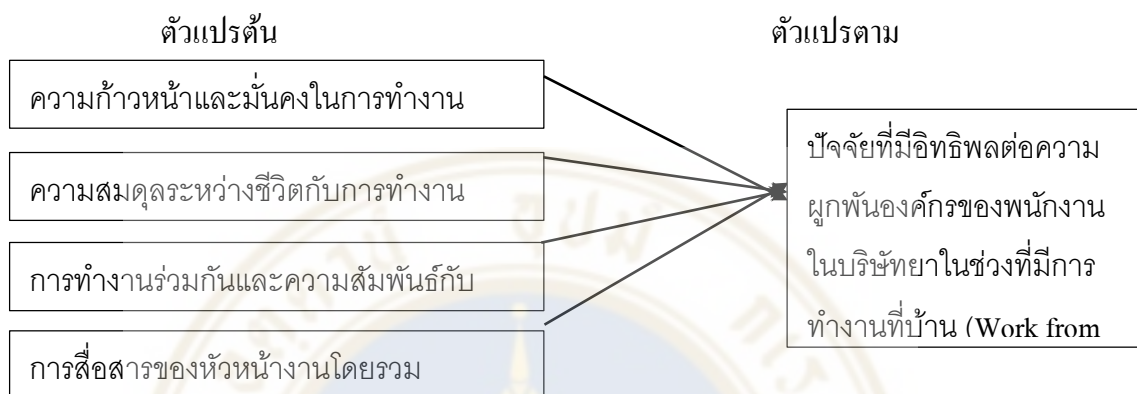 ตัวแปรต้น
ตัวแปรตาม
ความก้าวหน้าและมั่นคงในการทำงาน
ความสมดุลระหว่างชีวิตกับการทำงาน
การทำงานร่วมกันและความสัมพันธ์กับ
การสื่อสารของหัวหน้างานโดยรวม
ปัจจัยที่มีอิทธิพลต่อความ
ผูกพันองค์กรของพนักงาน
ในบริษัทยาในช่วงที่มีการ
ทำงานที่บ้าน (Work from